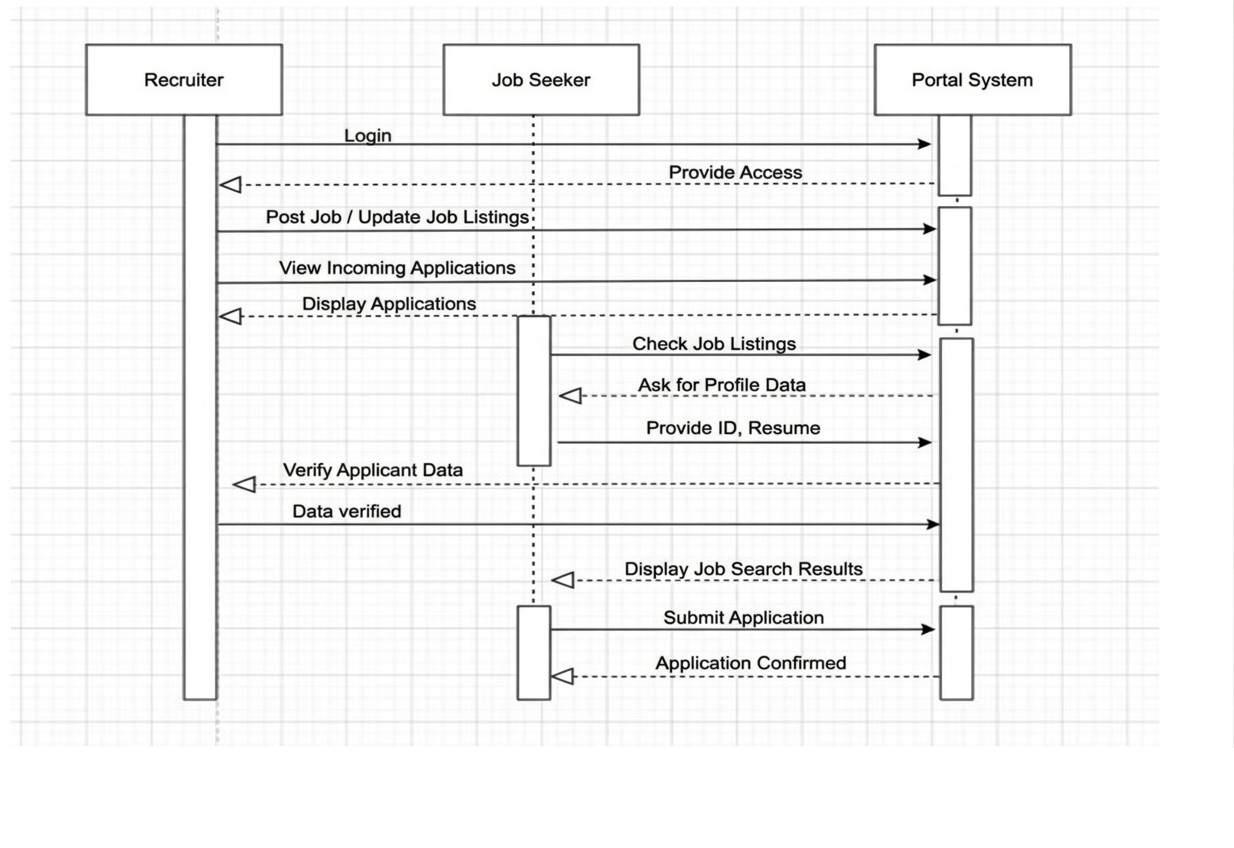 Recruiter
Job Seeker
Portal System
Login
Provide Access
Post Job / Update Job Listings
View Incoming Applications
Display Applications
Check Job Listings
Ask for Profile Data
Provide ID, Resume
Verify Applicant Data
Data verified
Display Job Search Results
Submit Application
Application Confirmed